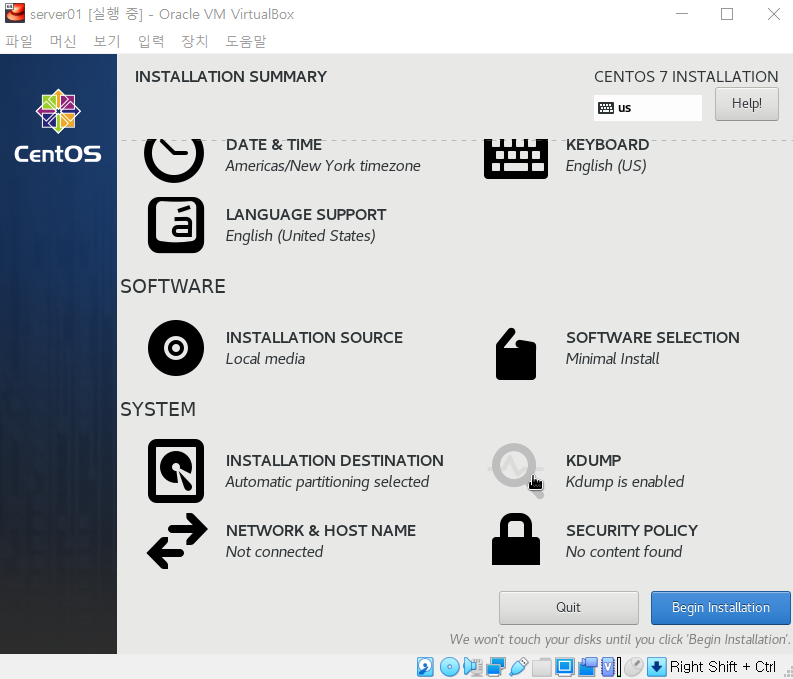 server01 [실행 중] - Oracle VM VirtualBox
파일 머신 보기 입력 장치 도움말
INSTALLATION SUMMARY
CENTOS 7 INSTALLATION
us
Help!
CentOS
DATE & TIME
Americas/New York timezone
KEYBOARD
English (US)
LANGUAGE SUPPORT
English (United States)
SOFTWARE
INSTALLATION SOURCE
Local media
SOFTWARE SELECTION
Minimal Install
SYSTEM
INSTALLATION DESTINATION
Automatic partitioning selected
KDUMP
Kdump is enabled
NETWORK & HOST NAME
Not connected
SECURITY POLICY
No content found
Quit
Begin Installation
We won't touch your disks until you click 'Begin Installation'.
Right Shift + Ctrl